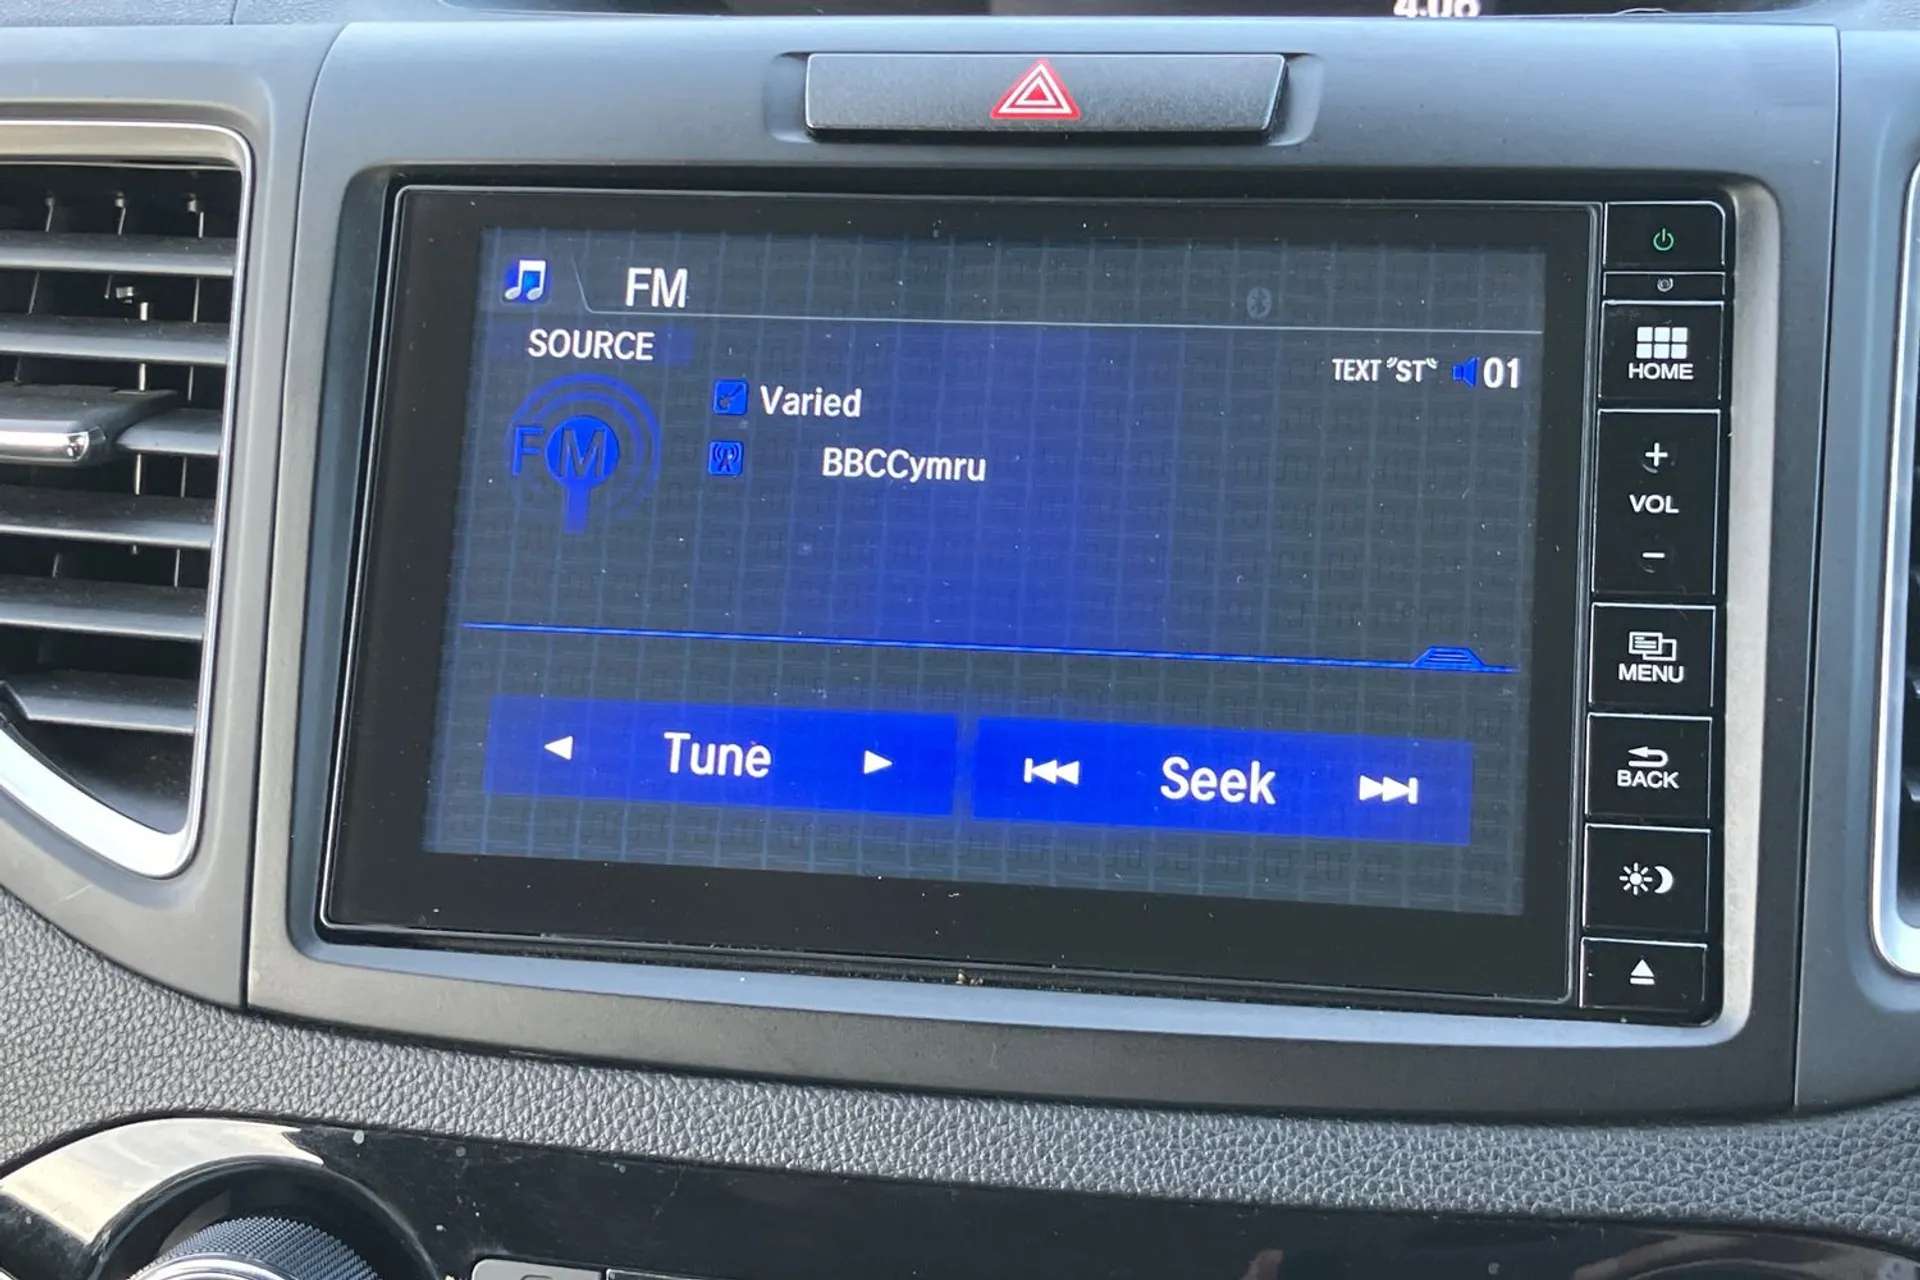 FM
SOURCE
TEXT "ST" 01
FM
Varied
BBCCymru
Tune
Seek
HOME
+
VOL
-
MENU
BACK